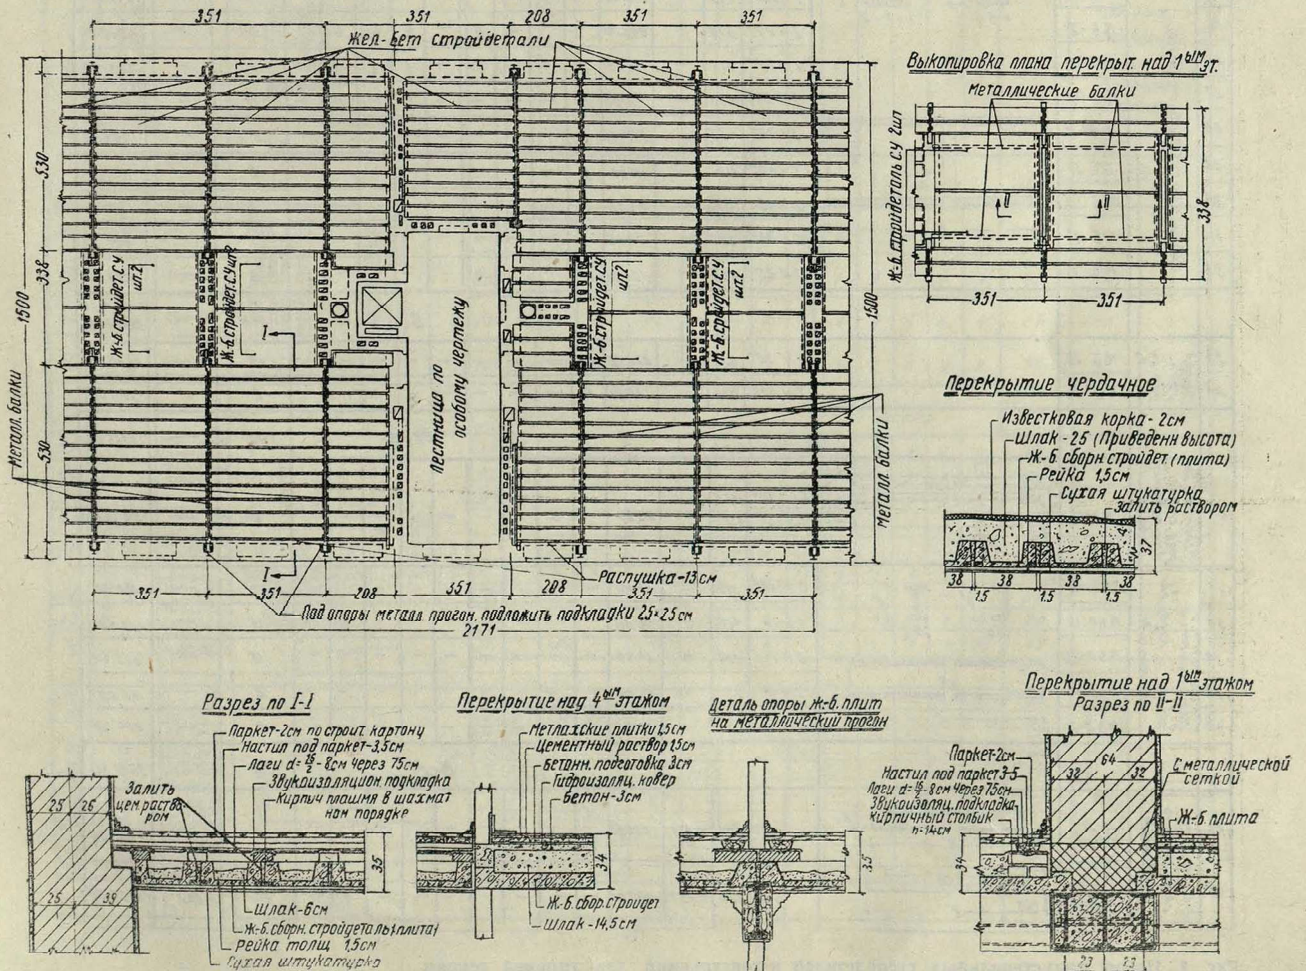 351
351
208
351
351
Жел-бет стройдетали
530
338
530
1500
1500
Металл. балки
Ж-б. стройдет. С.У
шт. 2
Ж-б. стройдет. С.У шт 2
Ж-б. стройдет. С.У
шт. 2
Ж-б. стройдет. С.У
шт. 2
I
I
Лестница по
особому чертежу
Металл. балки
Распушка-13 см
351
351
208
351
208
351
351
Под опоры металл прогон. подложить подкладки 25×25 см
2171
Выкопировка плана перекрыт. над 1ым эт.
Металлические балки
Ж-б. стройдеталь С.У 2 шт
II
II
338
351
351
Перекрытие чердачное
Известковая корка-2см
Шлак-25 (Приведенн высота)
Ж-б. сборн. стройдет. (плита)
Рейка 1,5 см
Сухая штукатурка
Залить раствором
37
38
38
38
38
1.5
1.5
1.5
Разрез по I-I
Паркет-2см по строит. картону
Настил под паркет-3,5см
Лаги d= 16/2 -8см через 75см
Звукоизоляцион. подкладка
Кирпич плашмя в шахмат
ном порядке
Залить
цем. раство
ром
25
26
25
39
35
Шлак-6см
Ж-б. сборн. стройдеталь (плита)
Рейка толщ 1,5см
Сухая штукатурка
Перекрытие над 4ым этажом
Метлахские плитки 1,5см
Цементный раствор 1,5см
Бетонн. подготовка 3см
Гидроизоляц. ковер
Бетон-3см
34
Ж-б. сбор. стройдет
Шлак-14,5см
Деталь опоры ж-б. плит
на металлический прогон
35
Перекрытие над 1ым этажом
Разрез по II-II
Паркет-2см
Настил под паркет 3-5
Лаги d= 16/2 -8см через 75см
Звукоизоляц. подкладка
Кирпичный столбик
h=14см
64
32
32
С металлической
сеткой
Ж-б плита
34
23
23